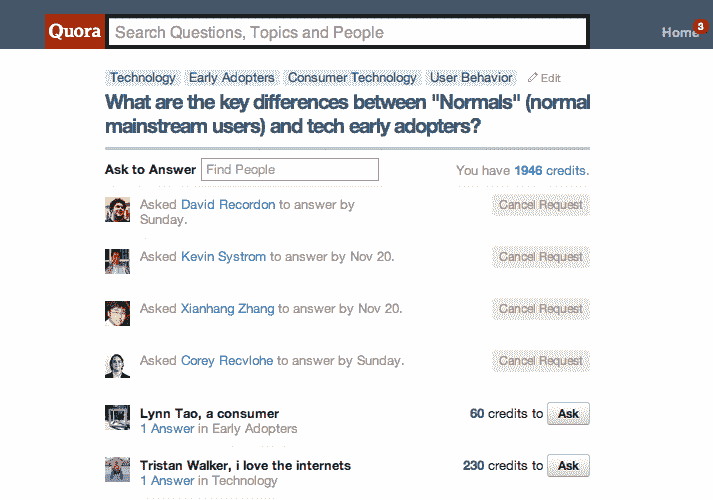 Quora Search Questions, Topics and People Home 3
Technology Early Adopters Consumer Technology User Behavior Edit
What are the key differences between "Normals" (normal
mainstream users) and tech early adopters?
Ask to Answer Find People You have 1946 credits.
Asked David Recordon to answer by Cancel Request
Sunday.
Asked Kevin Systrom to answer by Nov 20. Cancel Request
Asked Xianhang Zhang to answer by Nov 20. Cancel Request
Asked Corey Recvlohe to answer by Sunday. Cancel Request
Lynn Tao, a consumer 60 credits to Ask
1 Answer in Early Adopters
Tristan Walker, i love the internets 230 credits to Ask
1 Answer in Technology